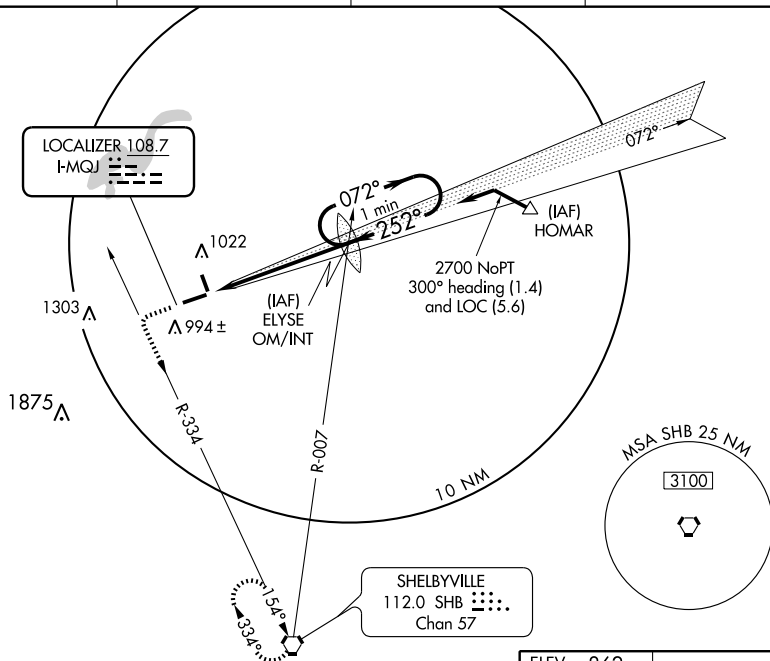 LOCALIZER 108.7
I-MQJ
072°
072°
1 min
252°
(IAF)
HOMAR
2700 NoPT
300° heading (1.4)
and LOC (5.6)
1022
(IAF)
ELYSE
OM/INT
1303
994 ±
1875
R-334
R-007
10 NM
MSA SHB 25 NM
3100
SHELBYVILLE
112.0 SHB
Chan 57
154°
334°